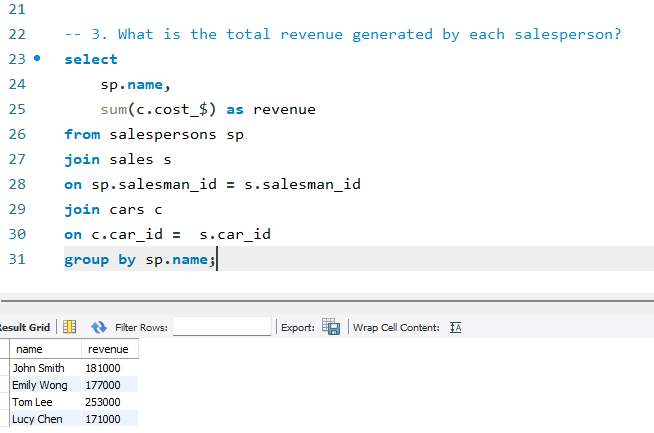 21
22 -- 3. What is the total revenue generated by each salesperson?
23 select
24 sp.name,
25 sum(c.cost_$) as revenue
26 from salespersons sp
27 join sales s
28 on sp.salesman_id = s.salesman_id
29 join cars c
30 on c.car_id = s.car_id
31 group by sp.name;
esult Grid Filter Rows: Export: Wrap Cell Content: IA
name revenue
John Smith 181000
Emily Wong 177000
Tom Lee 253000
Lucy Chen 171000